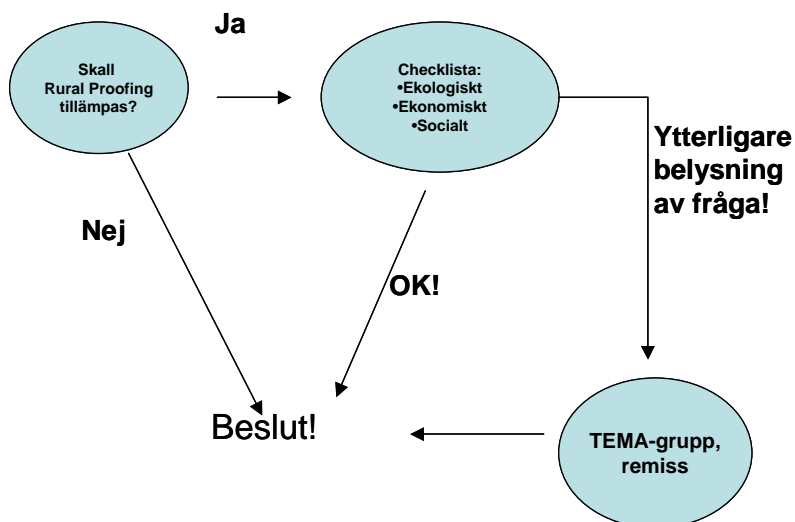 Ja
Skall
Rural Proofing
tillämpas?
Checklista:
•Ekologiskt
•Ekonomiskt
•Socialt
Ytterligare
belysning
av fråga!
Nej
OK!
Beslut!
TEMA-grupp,
remiss